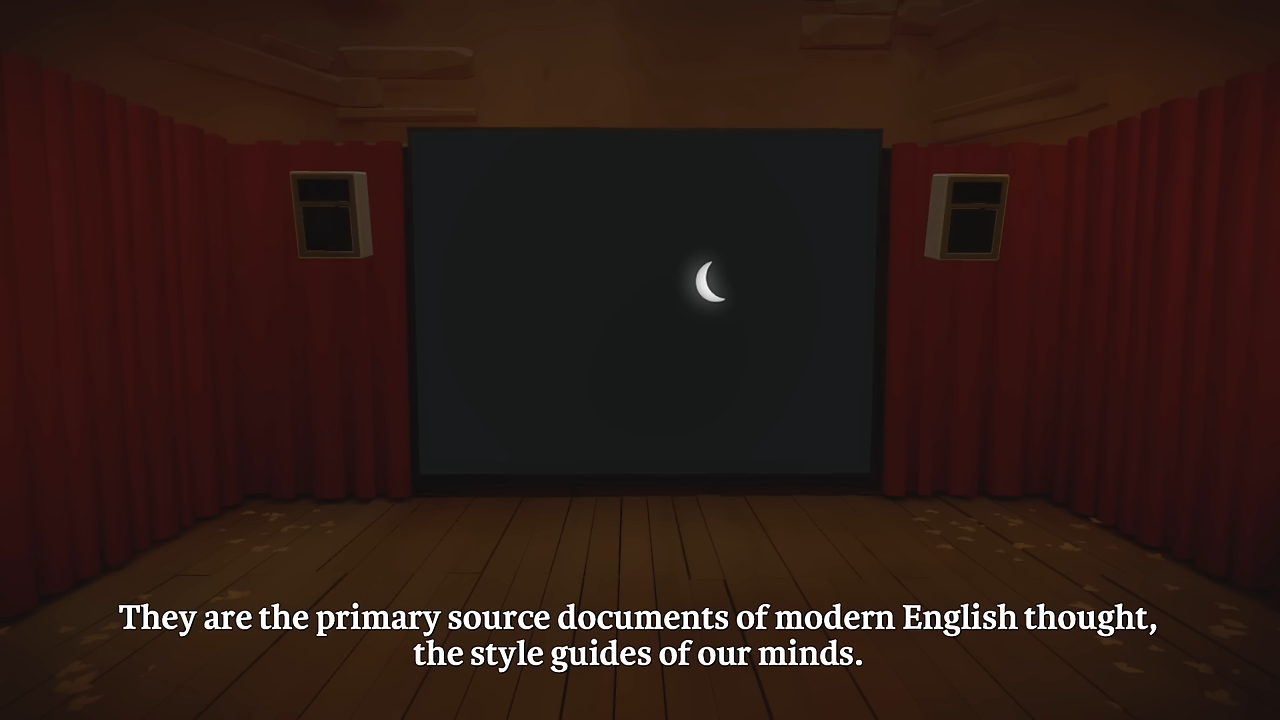 They are the primary source documents of modern English thought,
the style guides of our minds.